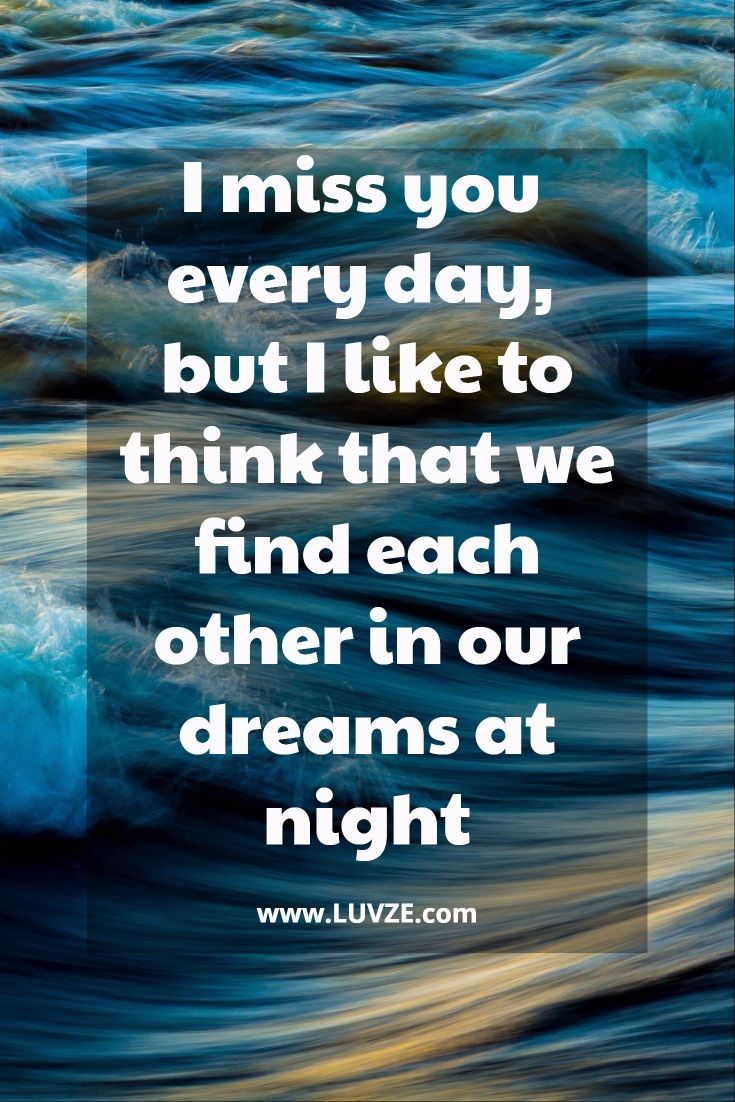 I miss you
every day,
but I like to
think that we
find each
other in our
dreams at
night
www.LUVZE.com